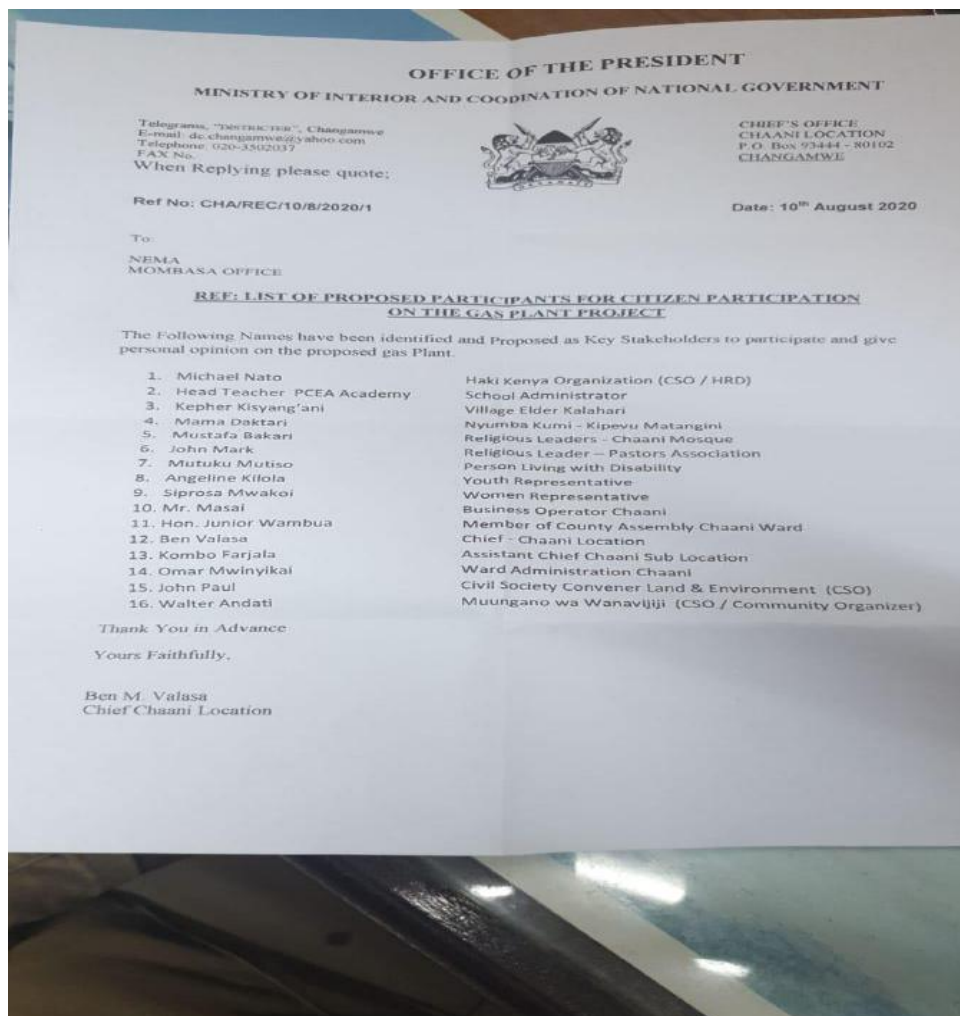 OFFICE OF THE PRESIDENT
MINISTRY OF INTERIOR AND COODINATION OF NATIONAL GOVERNMENT
Telegrams, "DISTRICTER", Changamwe
E-mail: dc.changamwe@yahoo.com
Telephone: 020-3502037
FAX No.
When Replying please quote;
CHIEF'S OFFICE
CHAANI LOCATION
P.O. Box 93444 - 80102
CHANGAMWE
HARAMBEE
Ref No: CHA/REC/10/8/2020/1
Date: 10th August 2020
To:
NEMA
MOMBASA OFFICE
REF: LIST OF PROPOSED PARTICIPANTS FOR CITIZEN PARTICIPATION
ON THE GAS PLANT PROJECT
The Following Names have been identified and Proposed as Key Stakeholders to participate and give
personal opinion on the proposed gas Plant.
1. Michael Nato Haki Kenya Organization (CSO / HRD)
2. Head Teacher PCEA Academy School Administrator
3. Kepher Kisyang'ani Village Elder Kalahari
4. Mama Daktari Nyumba Kumi - Kipevu Matangini
5. Mustafa Bakari Religious Leaders - Chaani Mosque
6. John Mark Religious Leader – Pastors Association
7. Mutuku Mutiso Person Living with Disability
8. Angeline Kilola Youth Representative
9. Siprosa Mwakoi Women Representative
10. Mr. Masai Business Operator Chaani
11. Hon. Junior Wambua Member of County Assembly Chaani Ward
12. Ben Valasa Chief - Chaani Location
13. Kombo Farjala Assistant Chief Chaani Sub Location
14. Omar Mwinyikai Ward Administration Chaani
15. John Paul Civil Society Convener Land & Environment (CSO)
16. Walter Andati Muungano wa Wanavijiji (CSO / Community Organizer)
Thank You in Advance
Yours Faithfully,
Ben M. Valasa
Chief Chaani Location